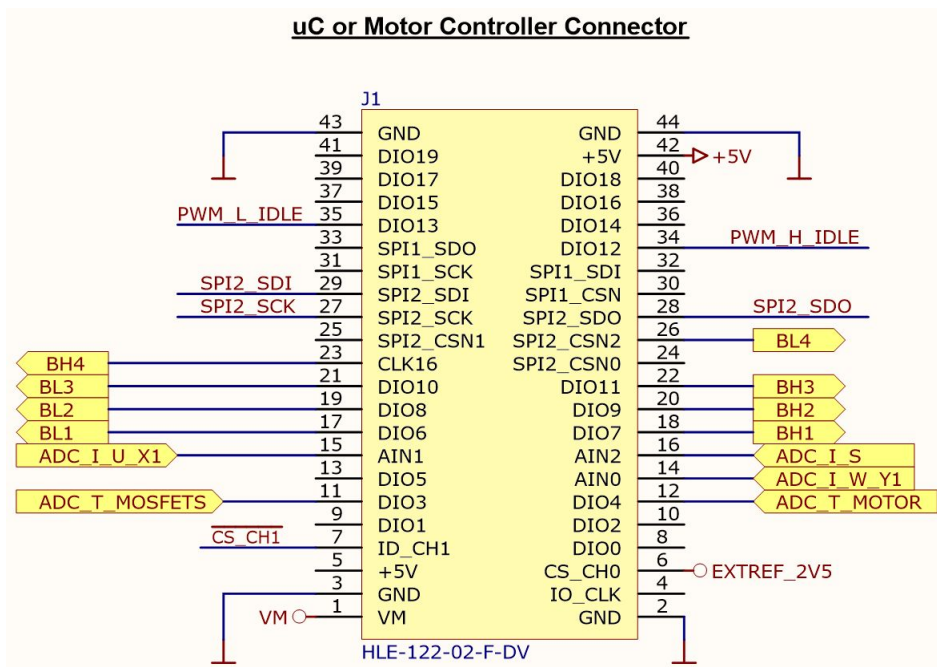 uC or Motor Controller Connector
J1
43 GND GND 44
41 DIO19 +5V 42 +5V
39 DIO17 DIO18 40
37 DIO15 DIO16 38
PWM_L_IDLE 35 DIO13 DIO14 36
33 SPI1_SDO DIO12 34 PWM_H_IDLE
31 SPI1_SCK SPI1_SDI 32
SPI2_SDI 29 SPI2_SDI SPI1_CSN 30
SPI2_SCK 27 SPI2_SCK SPI2_SDO 28 SPI2_SDO
25 SPI2_CSN1 SPI2_CSN2 26 BL4
BH4 23 CLK16 SPI2_CSN0 24
BL3 21 DIO10 DIO11 22 BH3
BL2 19 DIO8 DIO9 20 BH2
BL1 17 DIO6 DIO7 18 BH1
ADC_I_U_X1 15 AIN1 AIN2 16 ADC_I_S
13 DIO5 AIN0 14 ADC_I_W_Y1
ADC_T_MOSFETS 11 DIO3 DIO4 12 ADC_T_MOTOR
9 DIO1 DIO2 10
CS_CH1 7 ID_CH1 DIO0 8
5 +5V CS_CH0 6 EXTREF_2V5
3 GND IO_CLK 4
VM 1 VM GND 2
HLE-122-02-F-DV